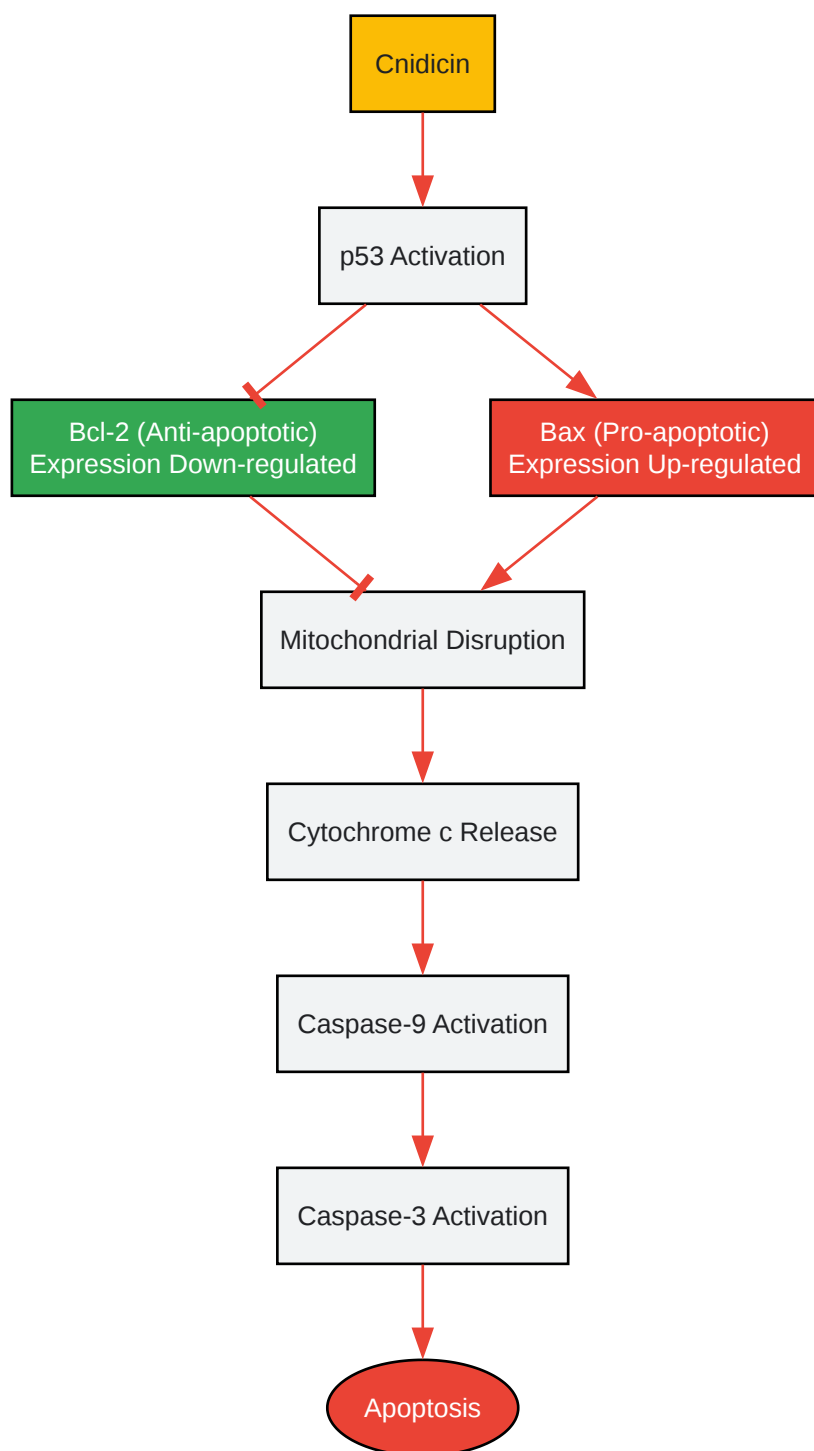 Cnidicin
p53 Activation
Bcl-2 (Anti-apoptotic)
Expression Down-regulated
Bax (Pro-apoptotic)
Expression Up-regulated
Mitochondrial Disruption
Cytochrome c Release
Caspase-9 Activation
Caspase-3 Activation
Apoptosis